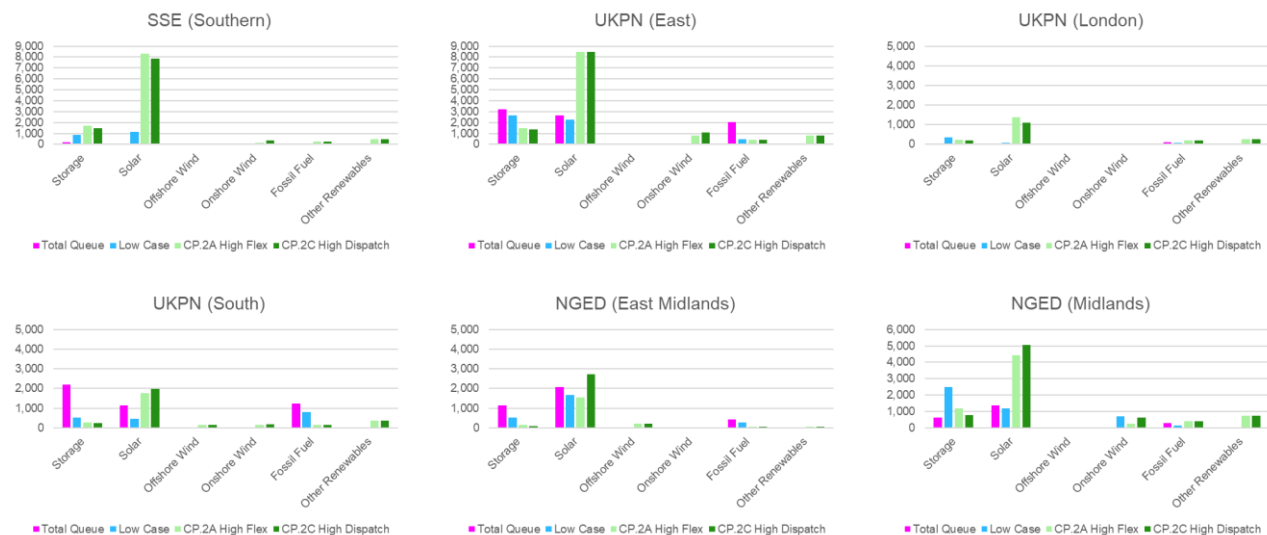 SSE (Southern)
9,000
8,000
7,000
6,000
5,000
4,000
3,000
2,000
1,000
0
Storage
Solar
Offshore Wind
Onshore Wind
Fossil Fuel
Other Renewables
Total Queue Low Case CP.2A High Flex CP.2C High Dispatch
UKPN (East)
9,000
8,000
7,000
6,000
5,000
4,000
3,000
2,000
1,000
0
Storage
Solar
Offshore Wind
Onshore Wind
Fossil Fuel
Other Renewables
Total Queue Low Case CP.2A High Flex CP.2C High Dispatch
UKPN (London)
5,000
4,000
3,000
2,000
1,000
0
Storage
Solar
Offshore Wind
Onshore Wind
Fossil Fuel
Other Renewables
Total Queue Low Case CP.2A High Flex CP.2C High Dispatch
UKPN (South)
5,000
4,000
3,000
2,000
1,000
0
Storage
Solar
Offshore Wind
Onshore Wind
Fossil Fuel
Other Renewables
Total Queue Low Case CP.2A High Flex CP.2C High Dispatch
NGED (East Midlands)
5,000
4,000
3,000
2,000
1,000
0
Storage
Solar
Offshore Wind
Onshore Wind
Fossil Fuel
Other Renewables
Total Queue Low Case CP.2A High Flex CP.2C High Dispatch
NGED (Midlands)
6,000
5,000
4,000
3,000
2,000
1,000
0
Storage
Solar
Offshore Wind
Onshore Wind
Fossil Fuel
Other Renewables
Total Queue Low Case CP.2A High Flex CP.2C High Dispatch